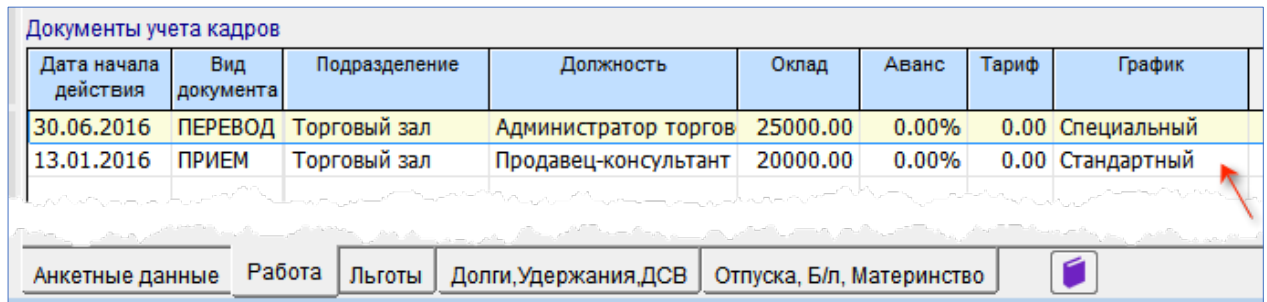 Документы учета кадров
Дата начала действия Вид документа Подразделение Должность Оклад Аванс Тариф График
30.06.2016 ПЕРЕВОД Торговый зал Администратор торгов 25000.00 0.00% 0.00 Специальный
13.01.2016 ПРИЕМ Торговый зал Продавец-консультант 20000.00 0.00% 0.00 Стандартный
Анкетные данные Работа Льготы Долги,Удержания,ДСВ Отпуска, Б/л, Материнство